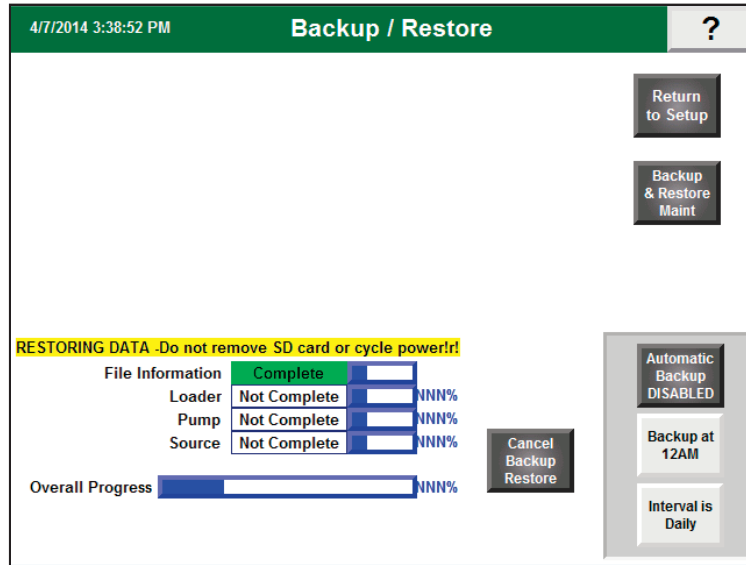 4/7/2014 3:38:52 PM Backup / Restore ?
Return
to Setup
Backup
& Restore
Maint
RESTORING DATA -Do not remove SD card or cycle power!r!
File Information Complete
Loader Not Complete NNN%
Pump Not Complete NNN%
Source Not Complete NNN%
Overall Progress NNN%
Cancel
Backup
Restore
Automatic
Backup
DISABLED
Backup at
12AM
Interval is
Daily